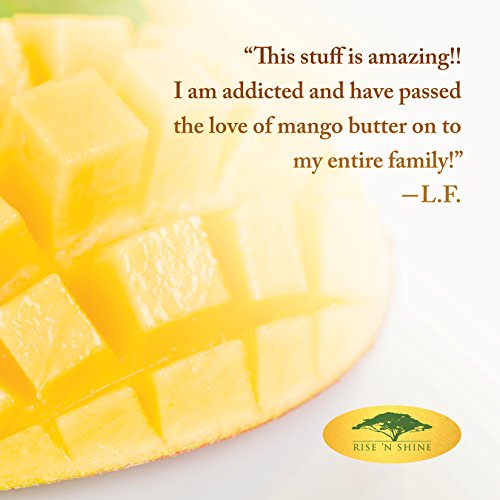 “This stuff is amazing!!
I am addicted and have passed
the love of mango butter on to
my entire family!”
—L.F.
RISE 'N SHINE